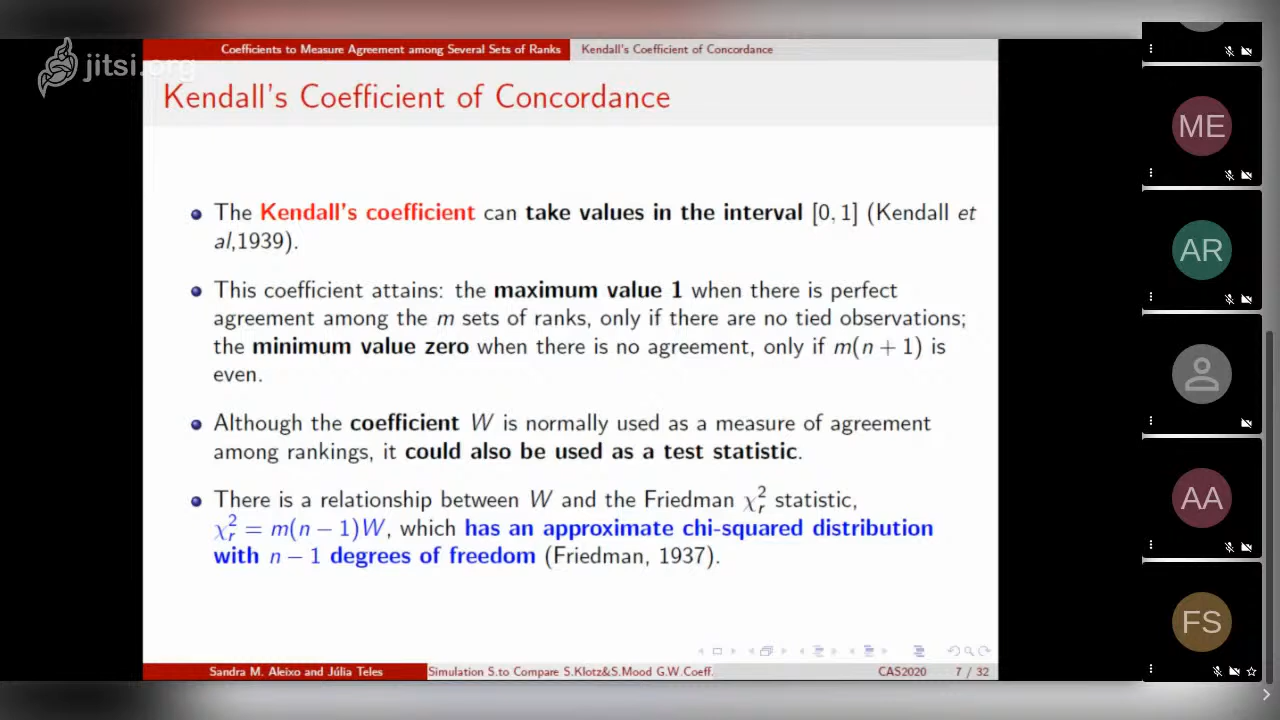 jitsi.org
Coefficients to Measure Agreement among Several Sets of Ranks Kendall's Coefficient of Concordance
Kendall's Coefficient of Concordance
The Kendall's coefficient can take values in the interval [0, 1] (Kendall et
al,1939).
This coefficient attains: the maximum value 1 when there is perfect
agreement among the m sets of ranks, only if there are no tied observations;
the minimum value zero when there is no agreement, only if m(n + 1) is
even.
Although the coefficient W is normally used as a measure of agreement
among rankings, it could also be used as a test statistic.
There is a relationship between W and the Friedman χ²ᵣ statistic,
χ²ᵣ = m(n − 1)W, which has an approximate chi-squared distribution
with n − 1 degrees of freedom (Friedman, 1937).
Sandra M. Aleixo and Júlia Teles Simulation S.to Compare S.Klotz&S.Mood G.W.Coeff. CAS2020 7 / 32
ME
AR
AA
FS